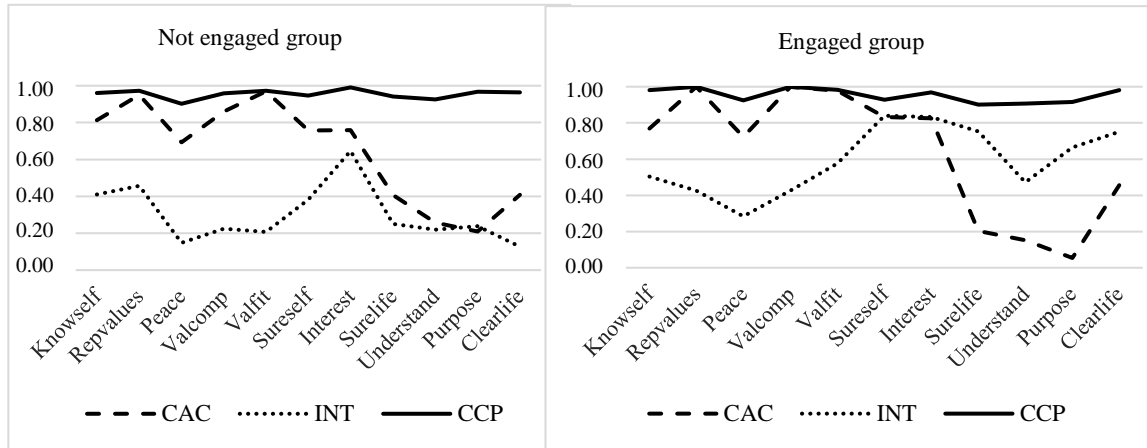 Not engaged group
1.00
0.80
0.60
0.40
0.20
0.00
Knowself
Repvalues
Peace
Valcomp
Valfit
Sureself
Interest
Surelife
Understand
Purpose
Clearlife
CAC INT CCP
Engaged group
1.00
0.80
0.60
0.40
0.20
0.00
Knowself
Repvalues
Peace
Valcomp
Valfit
Sureself
Interest
Surelife
Understand
Purpose
Clearlife
CAC INT CCP